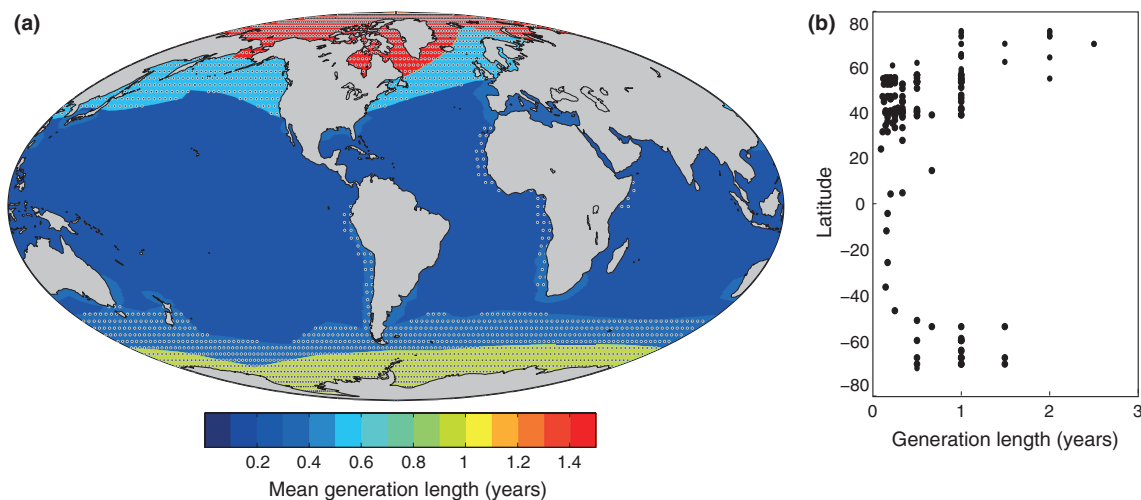 (a)
0.2 0.4 0.6 0.8 1 1.2 1.4
Mean generation length (years)
(b)
80
60
40
20
0
−20
−40
−60
−80
Latitude
0 1 2 3
Generation length (years)